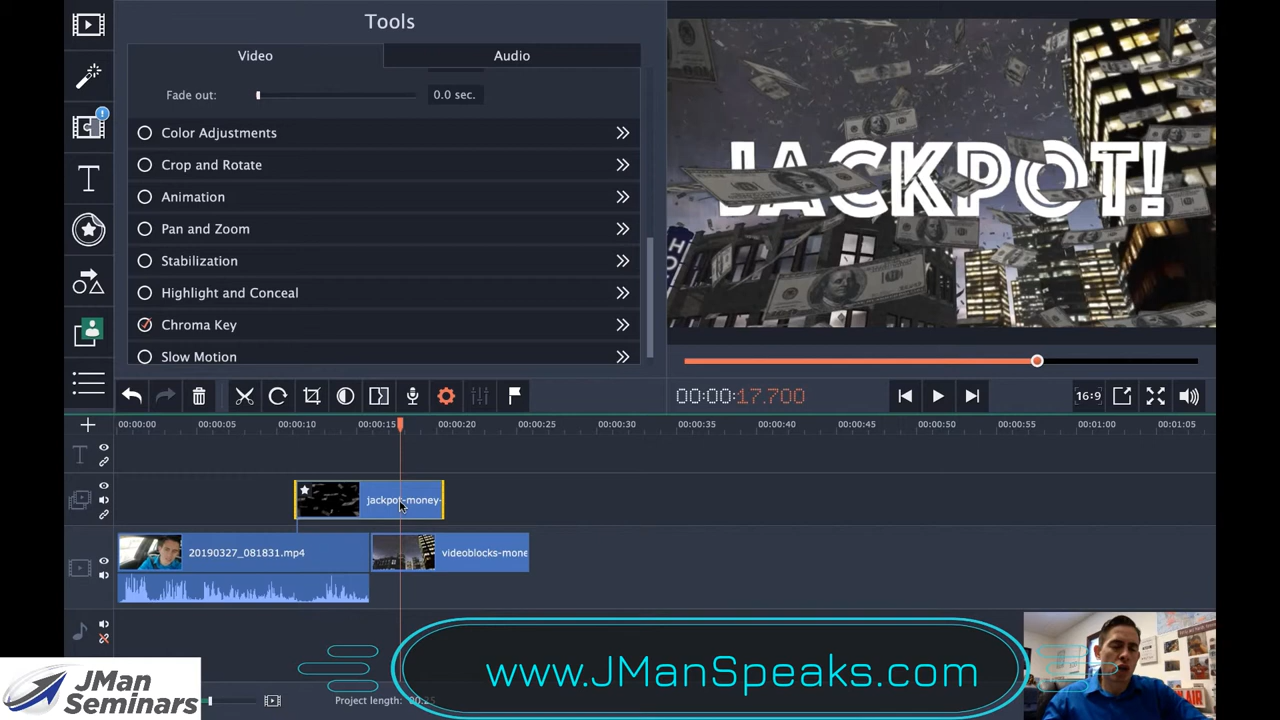 Tools
Video
Audio
Fade out:
0.0 sec.
Color Adjustments
Crop and Rotate
Animation
Pan and Zoom
Stabilization
Highlight and Conceal
Chroma Key
Slow Motion
JACKPOT!
00:00:17.700
16:9
00:00:00
00:00:05
00:00:10
00:00:15
00:00:20
00:00:25
00:00:30
00:00:35
00:00:40
00:00:45
00:00:50
00:00:55
00:01:00
00:01:05
jackpot-money-
20190327_081831.mp4
videoblocks-mone
www.JManSpeaks.com
JMan
Seminars
Project length: